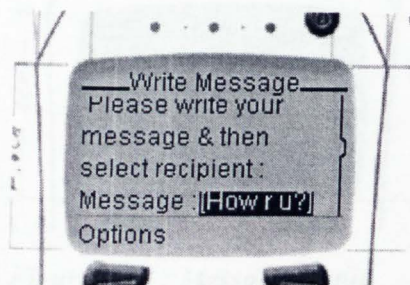 Write Message
Please write your
message & then
select recipient :
Message :[How r u?]
Options